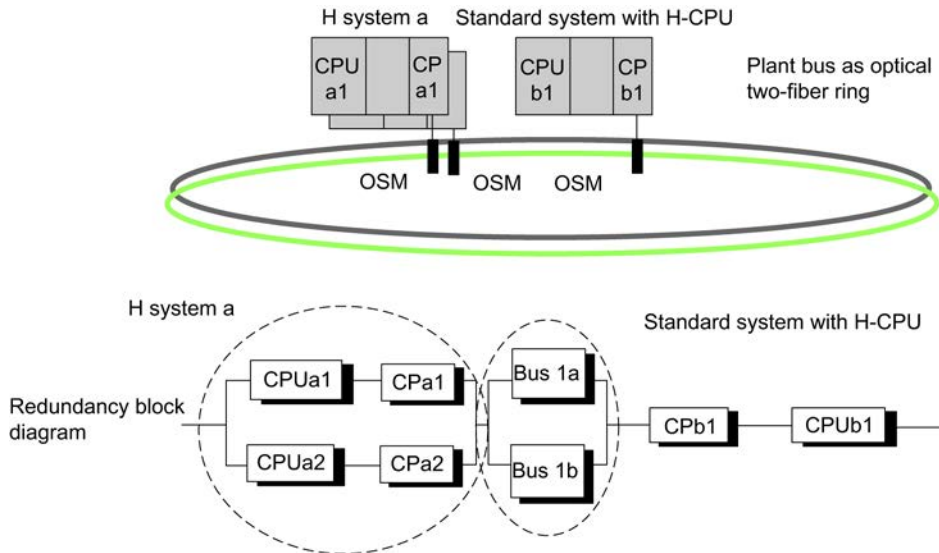 H system a
Standard system with H-CPU
CPU
a1
CP
a1
CPU
b1
CP
b1
Plant bus as optical
two-fiber ring
OSM
OSM
OSM
H system a
Standard system with H-CPU
Redundancy block
diagram
CPUa1
CPa1
Bus 1a
CPb1
CPUb1
CPUa2
CPa2
Bus 1b